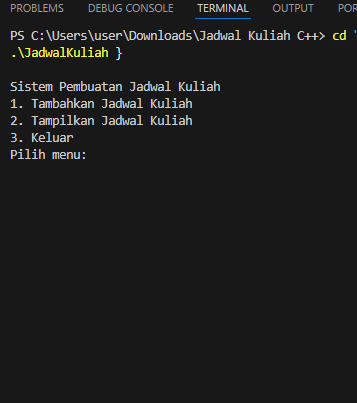 PROBLEMS DEBUG CONSOLE TERMINAL OUTPUT POR
PS C:\Users\user\Downloads\Jadwal Kuliah C++> cd "
.\JadwalKuliah }
Sistem Pembuatan Jadwal Kuliah
1. Tambahkan Jadwal Kuliah
2. Tampilkan Jadwal Kuliah
3. Keluar
Pilih menu: